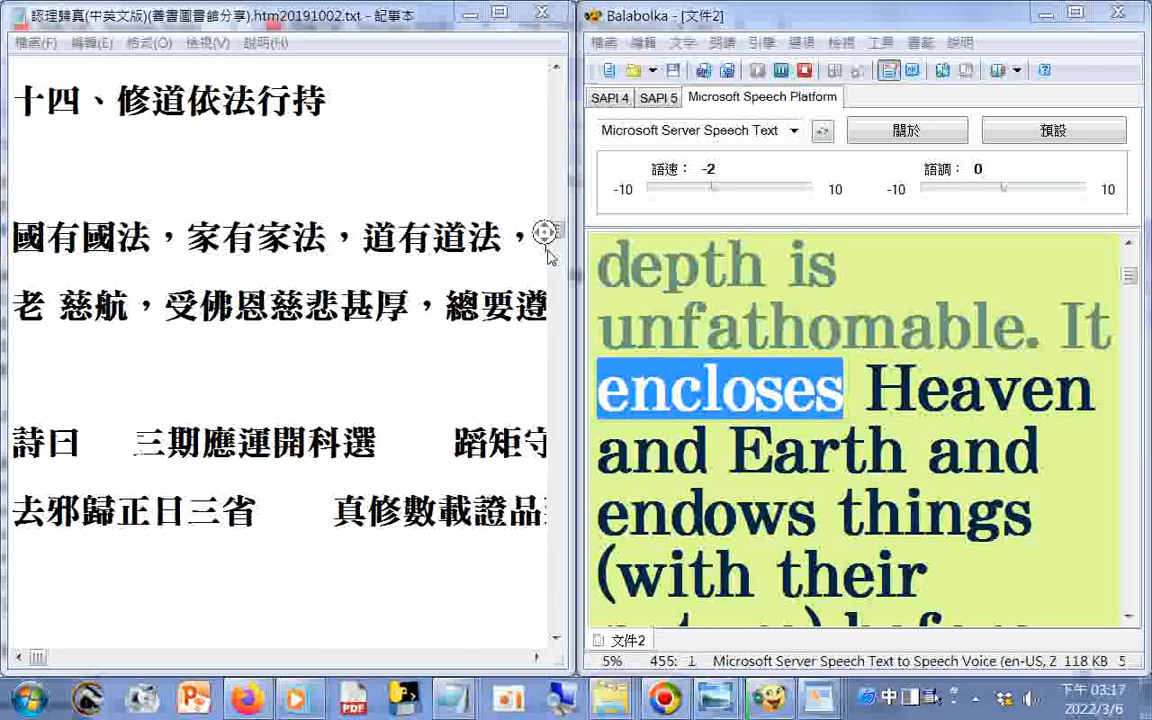 認理歸真(中英文版)(善書圖書館分享).htm20191002.txt - 記事本
檔案(F) 編輯(E) 格式(O) 檢視(V) 說明(H)
十四、修道依法行持
國有國法，家有家法，道有道法，
老 慈航，受佛恩慈悲甚厚，總要遵
詩曰 三期應運開科選 蹈矩守
去邪歸正日三省 真修數載證品
Balabolka - [文件2]
檔案 編輯 文字 朗讀 引擎 選項 檢視 工具 書籤 說明
SAPI 4 SAPI 5 Microsoft Speech Platform
Microsoft Server Speech Text 關於 預設
語速： -2 語調： 0
-10 10 -10 10
depth is
unfathomable. It
encloses Heaven
and Earth and
endows things
(with their
文件2
5% 455: 1 Microsoft Server Speech Text to Speech Voice (en-US, Z 118 KB 5
PDF 中 下午 03:17
2022/3/6